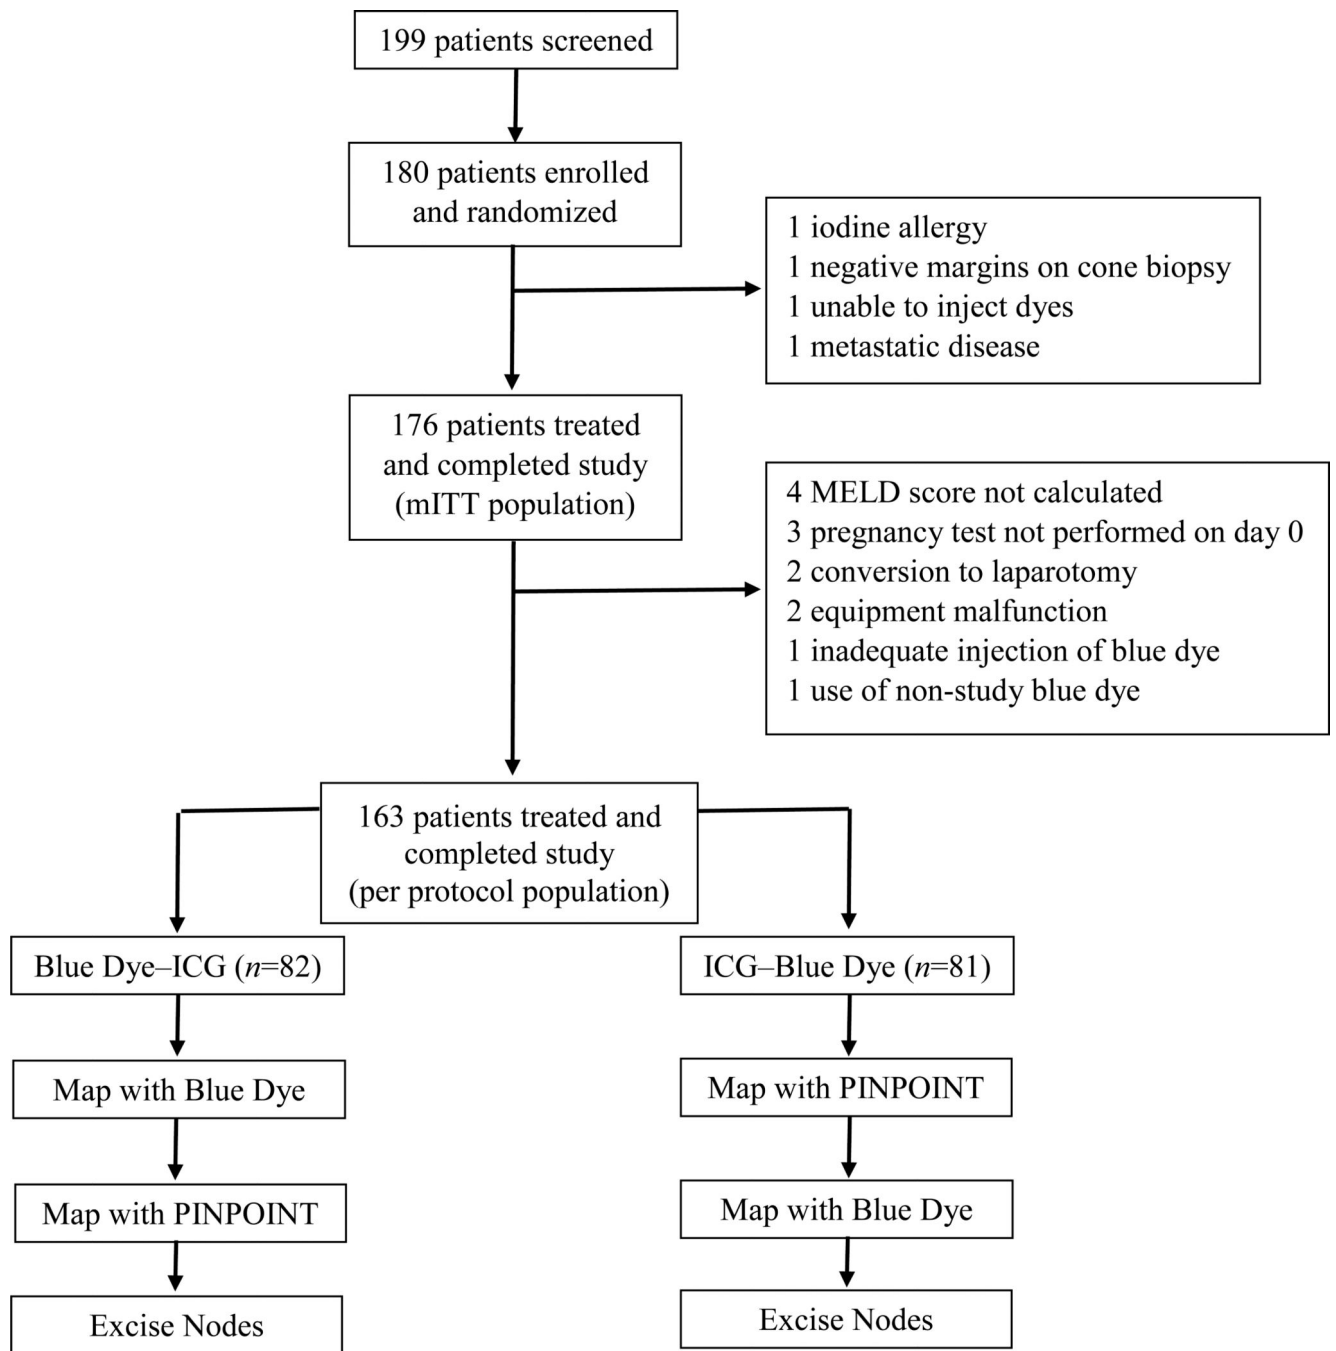 199 patients screened
180 patients enrolled
and randomized
1 iodine allergy
1 negative margins on cone biopsy
1 unable to inject dyes
1 metastatic disease
176 patients treated
and completed study
(mITT population)
4 MELD score not calculated
3 pregnancy test not performed on day 0
2 conversion to laparotomy
2 equipment malfunction
1 inadequate injection of blue dye
1 use of non-study blue dye
163 patients treated and
completed study
(per protocol population)
Blue Dye–ICG (n=82)
Map with Blue Dye
Map with PINPOINT
Excise Nodes
ICG–Blue Dye (n=81)
Map with PINPOINT
Map with Blue Dye
Excise Nodes